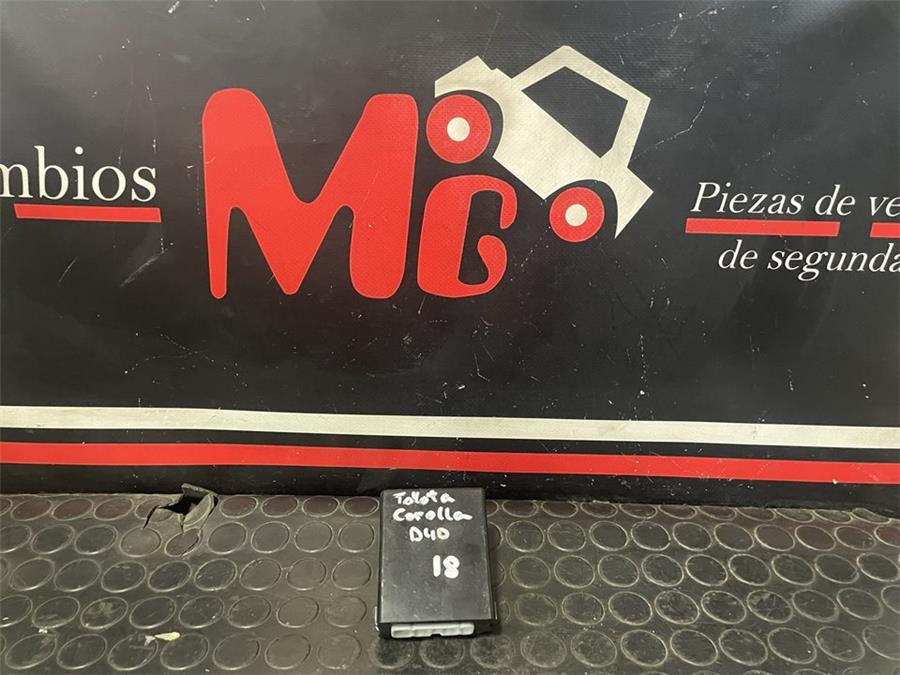 mbios
MG
Piezas de ve
de segunda
Toyota
Corolla
D4D
18